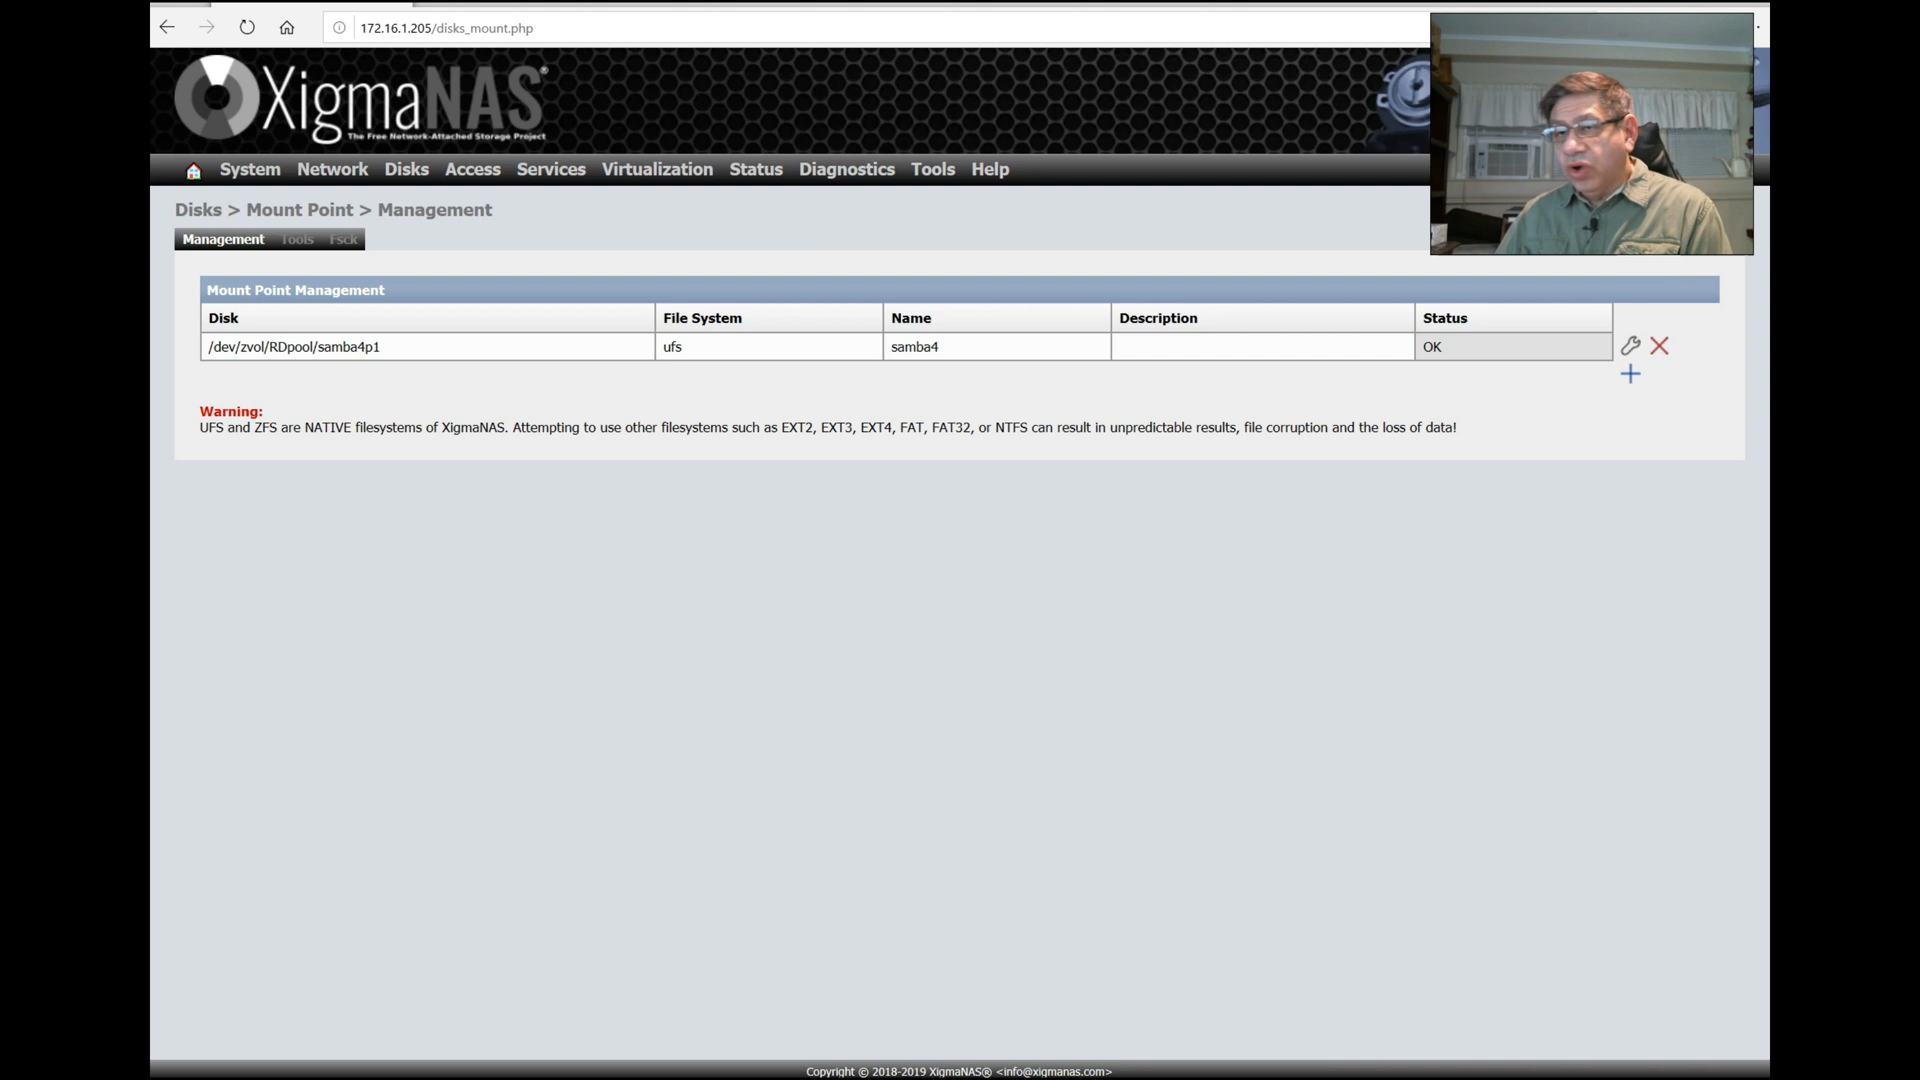 172.16.1.205/disks_mount.php
XigmaNAS®
The Free Network-Attached Storage Project
System Network Disks Access Services Virtualization Status Diagnostics Tools Help
Disks > Mount Point > Management
Management Tools Fsck
Mount Point Management
Disk File System Name Description Status
/dev/zvol/RDpool/samba4p1 ufs samba4 OK
Warning:
UFS and ZFS are NATIVE filesystems of XigmaNAS. Attempting to use other filesystems such as EXT2, EXT3, EXT4, FAT, FAT32, or NTFS can result in unpredictable results, file corruption and the loss of data!
Copyright © 2018-2019 XigmaNAS® <info@xigmanas.com>